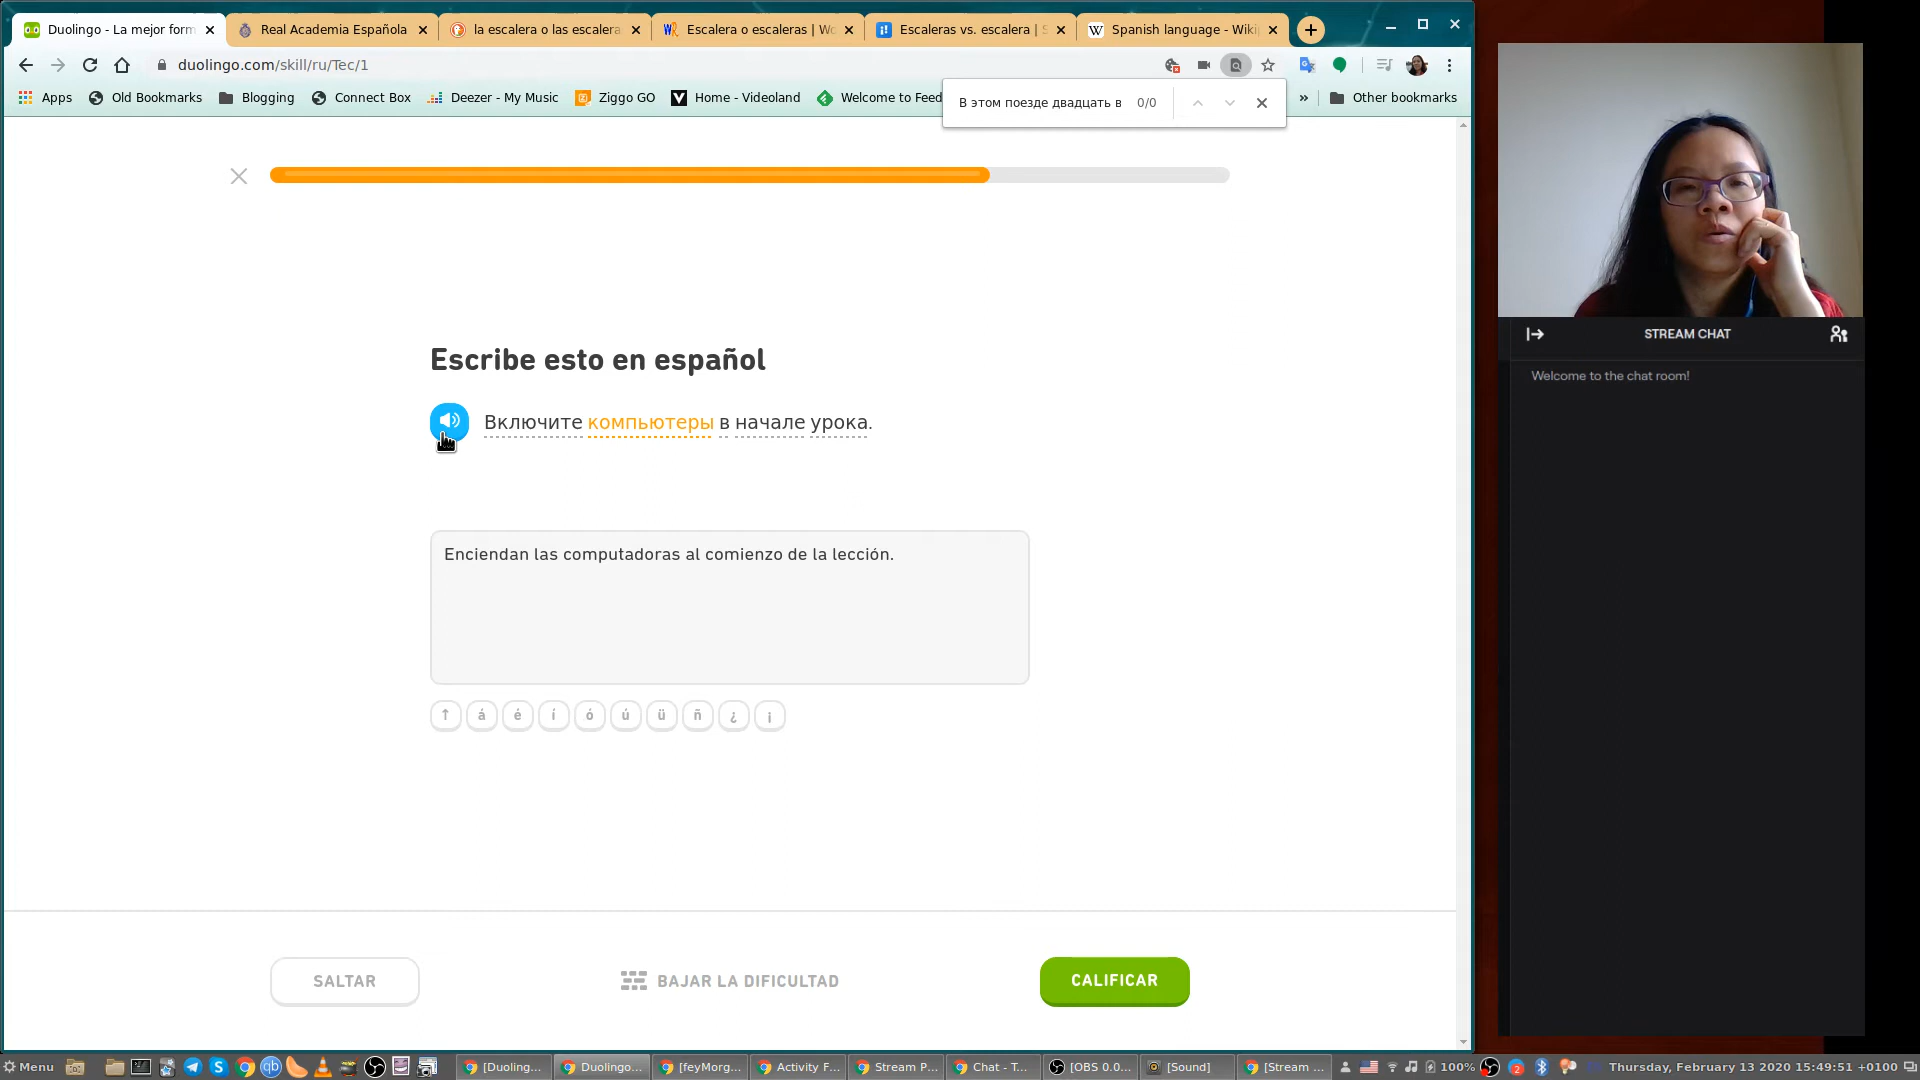 Duolingo - La mejor form
Real Academia Española
la escalera o las escalera
Escalera o escaleras | Wo
Escaleras vs. escalera | S
Spanish language - Wiki
duolingo.com/skill/ru/Tec/1
Apps
Old Bookmarks
Blogging
Connect Box
Deezer - My Music
Ziggo GO
Home - Videoland
Welcome to Feed
»
Other bookmarks
В этом поезде двадцать в 0/0
STREAM CHAT
Welcome to the chat room!
Escribe esto en español
Включите компьютеры в начале урока.
Enciendan las computadoras al comienzo de la lección.
↑ á é í ó ú ü ñ ¿ ¡
SALTAR
BAJAR LA DIFICULTAD
CALIFICAR
Menu
[Duoling...
Duolingo...
[feyMorg...
Activity F...
Stream P...
Chat - T...
[OBS 0.0...
[Sound]
[Stream ...
100%
2
Thursday, February 13 2020 15:49:51 +0100